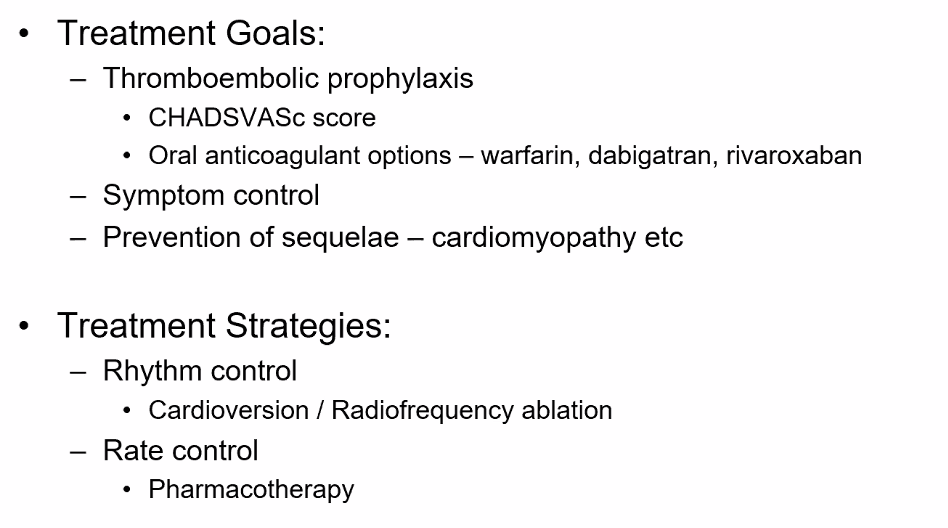 • Treatment Goals:
– Thromboembolic prophylaxis
• CHADSVASc score
• Oral anticoagulant options – warfarin, dabigatran, rivaroxaban
– Symptom control
– Prevention of sequelae – cardiomyopathy etc
• Treatment Strategies:
– Rhythm control
• Cardioversion / Radiofrequency ablation
– Rate control
• Pharmacotherapy